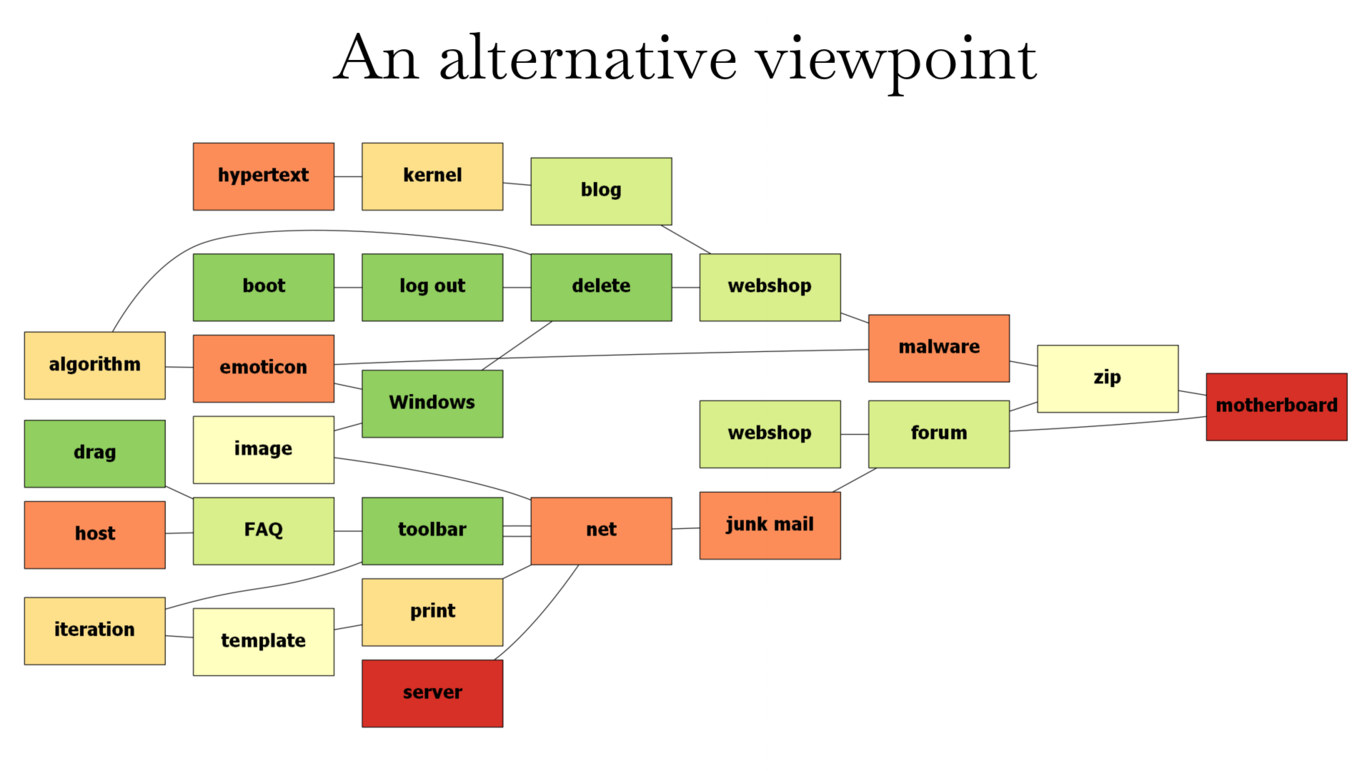 An alternative viewpoint
hypertext
kernel
blog
boot
log out
delete
webshop
algorithm
emoticon
malware
Windows
zip
motherboard
drag
image
webshop
forum
host
FAQ
toolbar
net
junk mail
iteration
template
print
server